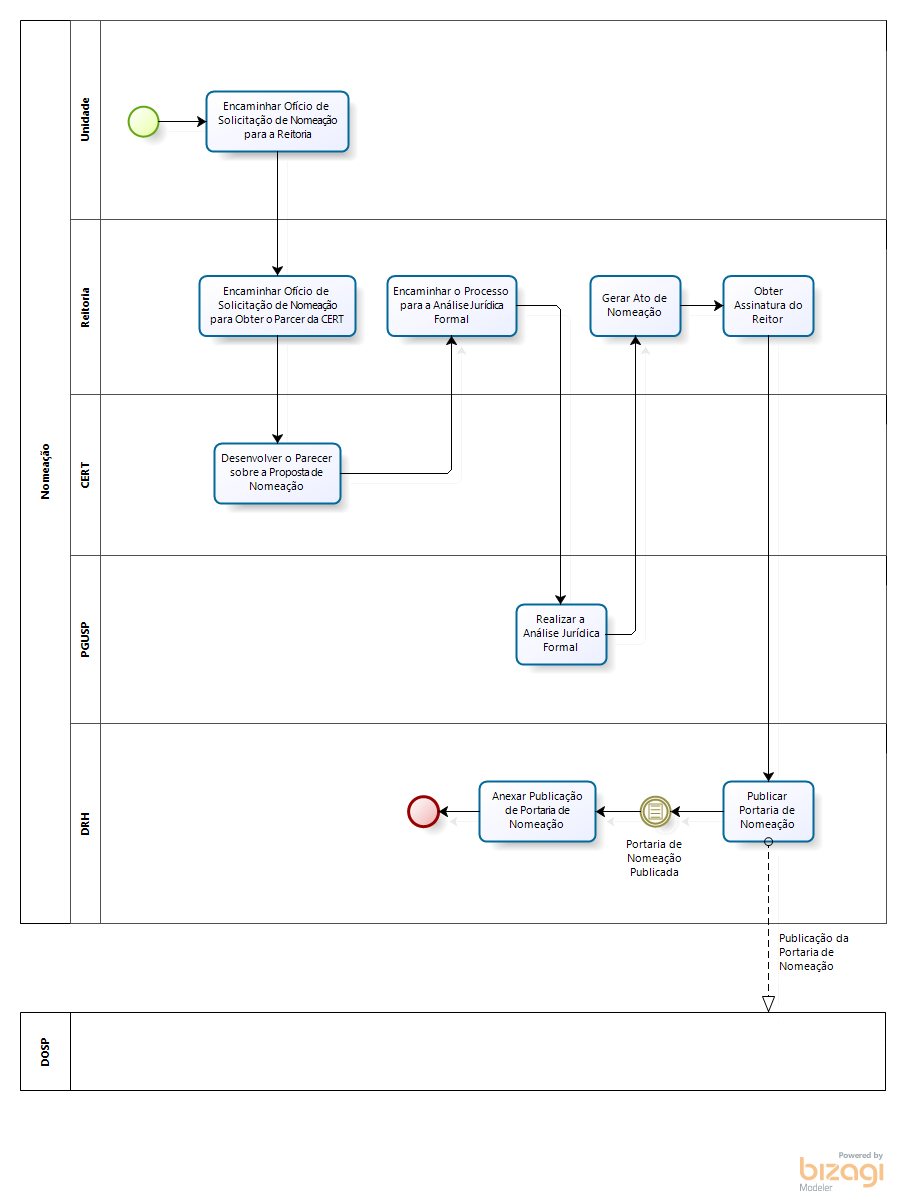 Nomeação
Unidade
Encaminhar Ofício de
Solicitação de Nomeação
para a Reitoria
Reitoria
Encaminhar Ofício de
Solicitação de Nomeação
para Obter o Parcer da CERT
Encaminhar o Processo
para a Análise Jurídica
Formal
Gerar Ato de
Nomeação
Obter
Assinatura do
Reitor
CERT
Desenvolver o Parecer
sobre a Proposta de
Nomeação
PGUSP
Realizar a
Análise Jurídica
Formal
DRH
Anexar Publicação
de Portaria de
Nomeação
Portaria de
Nomeação
Publicada
Publicar
Portaria de
Nomeação
Publicação da
Portaria de
Nomeação
DOSP
Powered by
bizagi
Modeler